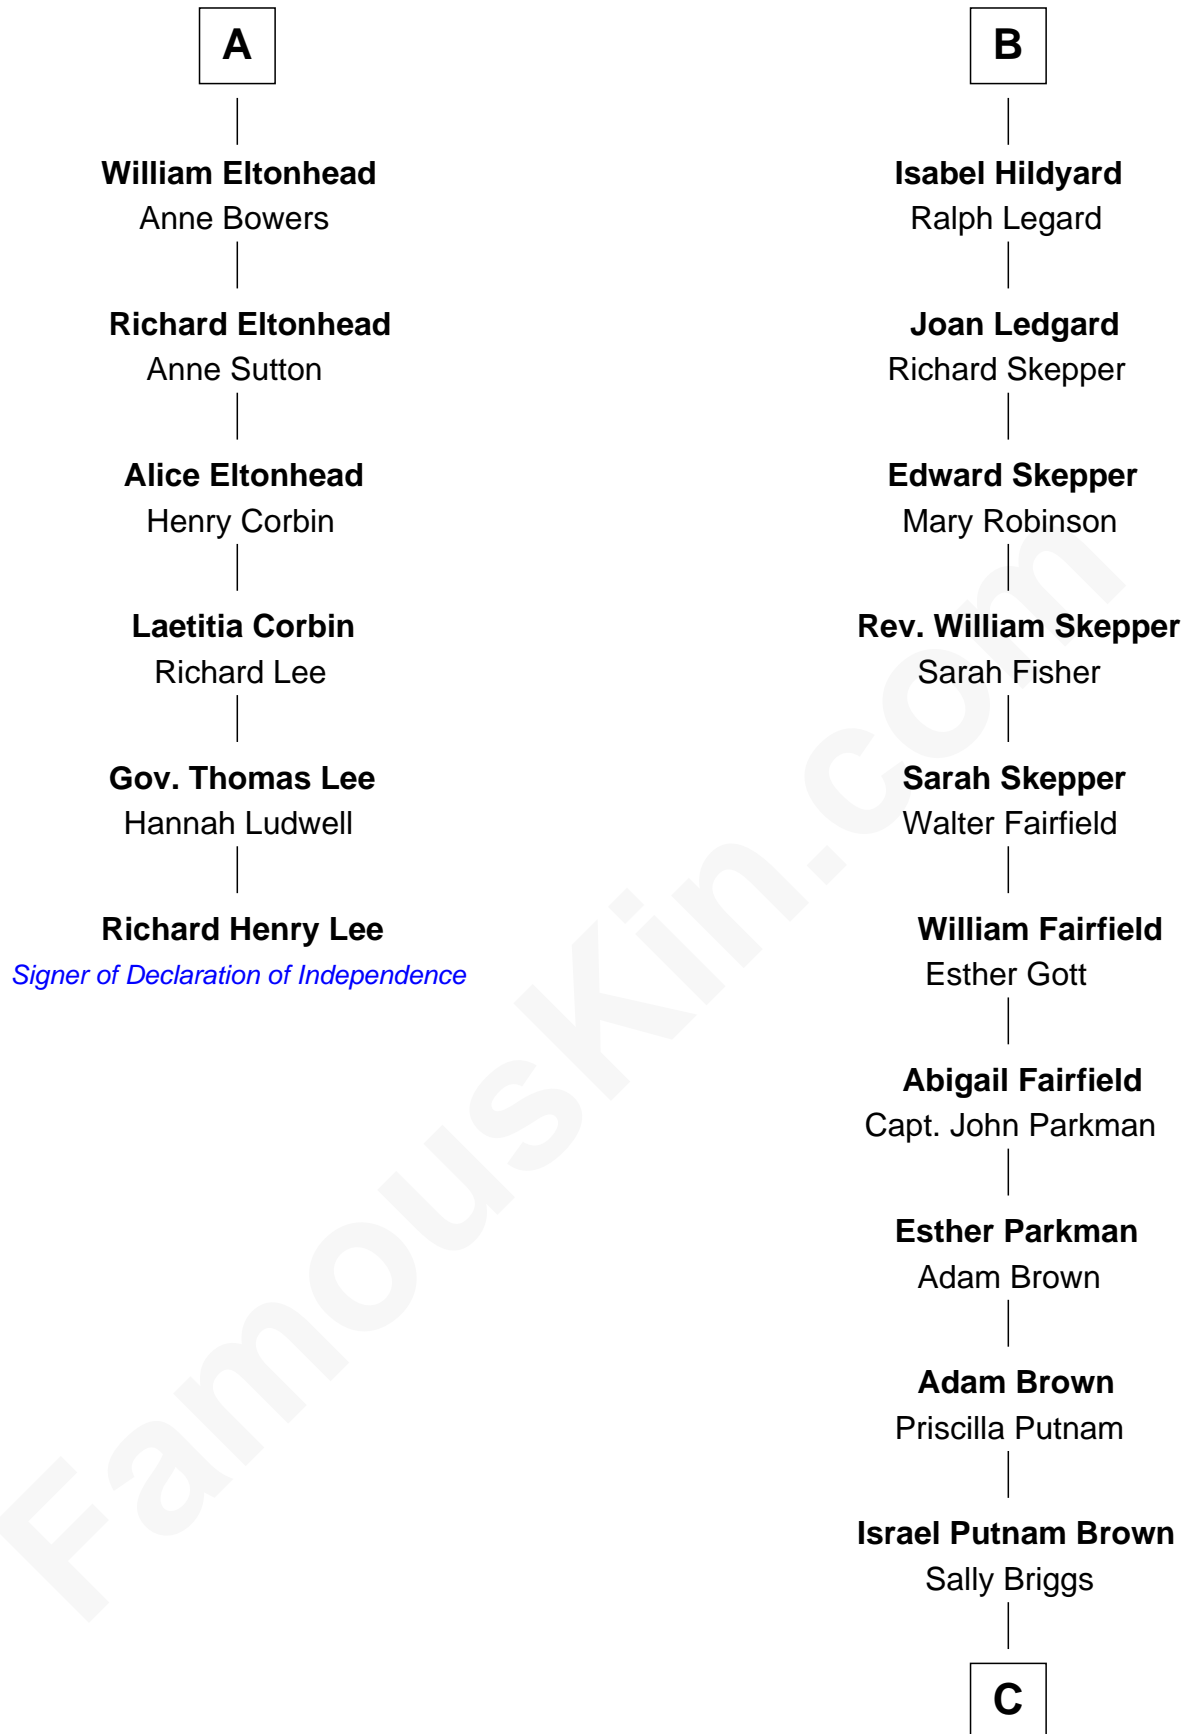 A
William Eltonhead
Anne Bowers
Richard Eltonhead
Anne Sutton
Alice Eltonhead
Henry Corbin
Laetitia Corbin
Richard Lee
Gov. Thomas Lee
Hannah Ludwell
Richard Henry Lee
Signer of Declaration of Independence
B
Isabel Hildyard
Ralph Legard
Joan Ledgard
Richard Skepper
Edward Skepper
Mary Robinson
Rev. William Skepper
Sarah Fisher
Sarah Skepper
Walter Fairfield
William Fairfield
Esther Gott
Abigail Fairfield
Capt. John Parkman
Esther Parkman
Adam Brown
Adam Brown
Priscilla Putnam
Israel Putnam Brown
Sally Briggs
C
FamousKin.com